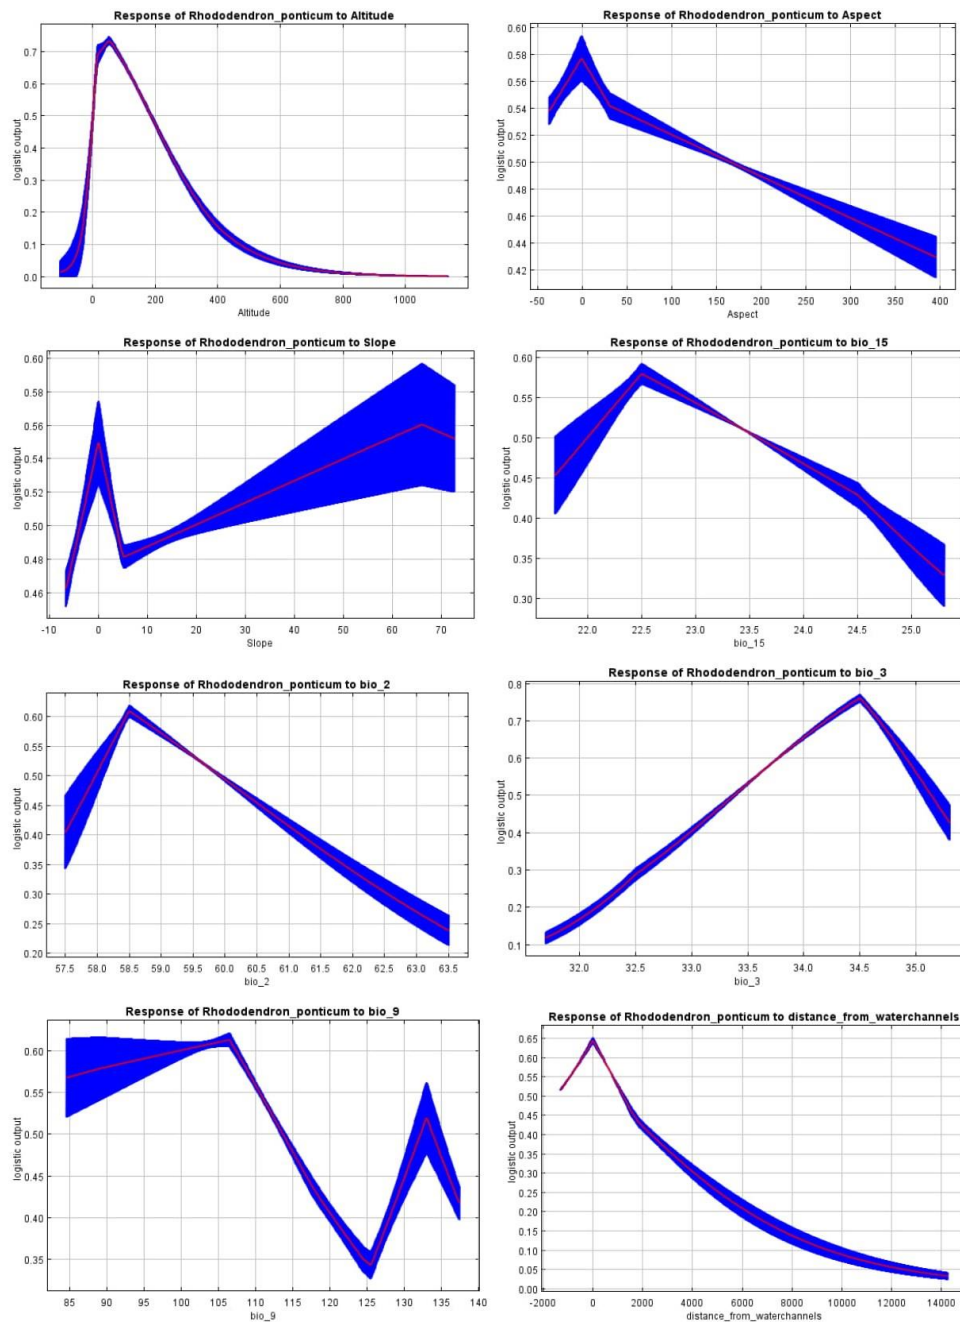 Response of Rhododendron_ponticum to Altitude
logistic output
0.7
0.6
0.5
0.4
0.3
0.2
0.1
0.0
0 200 400 600 800 1000
Altitude
Response of Rhododendron_ponticum to Aspect
logistic output
0.60
0.58
0.56
0.54
0.52
0.50
0.48
0.46
0.44
0.42
-50 0 50 100 150 200 250 300 350 400
Aspect
Response of Rhododendron_ponticum to Slope
logistic output
0.60
0.58
0.56
0.54
0.52
0.50
0.48
0.46
-10 0 10 20 30 40 50 60 70
Slope
Response of Rhododendron_ponticum to bio_15
logistic output
0.60
0.55
0.50
0.45
0.40
0.35
0.30
22.0 22.5 23.0 23.5 24.0 24.5 25.0
bio_15
Response of Rhododendron_ponticum to bio_2
logistic output
0.60
0.55
0.50
0.45
0.40
0.35
0.30
0.25
0.20
57.5 58.0 58.5 59.0 59.5 60.0 60.5 61.0 61.5 62.0 62.5 63.0 63.5
bio_2
Response of Rhododendron_ponticum to bio_3
logistic output
0.8
0.7
0.6
0.5
0.4
0.3
0.2
0.1
32.0 32.5 33.0 33.5 34.0 34.5 35.0
bio_3
Response of Rhododendron_ponticum to bio_9
logistic output
0.60
0.55
0.50
0.45
0.40
0.35
85 90 95 100 105 110 115 120 125 130 135 140
bio_9
Response of Rhododendron_ponticum to distance_from_waterchannels
logistic output
0.65
0.60
0.55
0.50
0.45
0.40
0.35
0.30
0.25
0.20
0.15
0.10
0.05
0.00
-2000 0 2000 4000 6000 8000 10000 12000 14000
distance_from_waterchannels